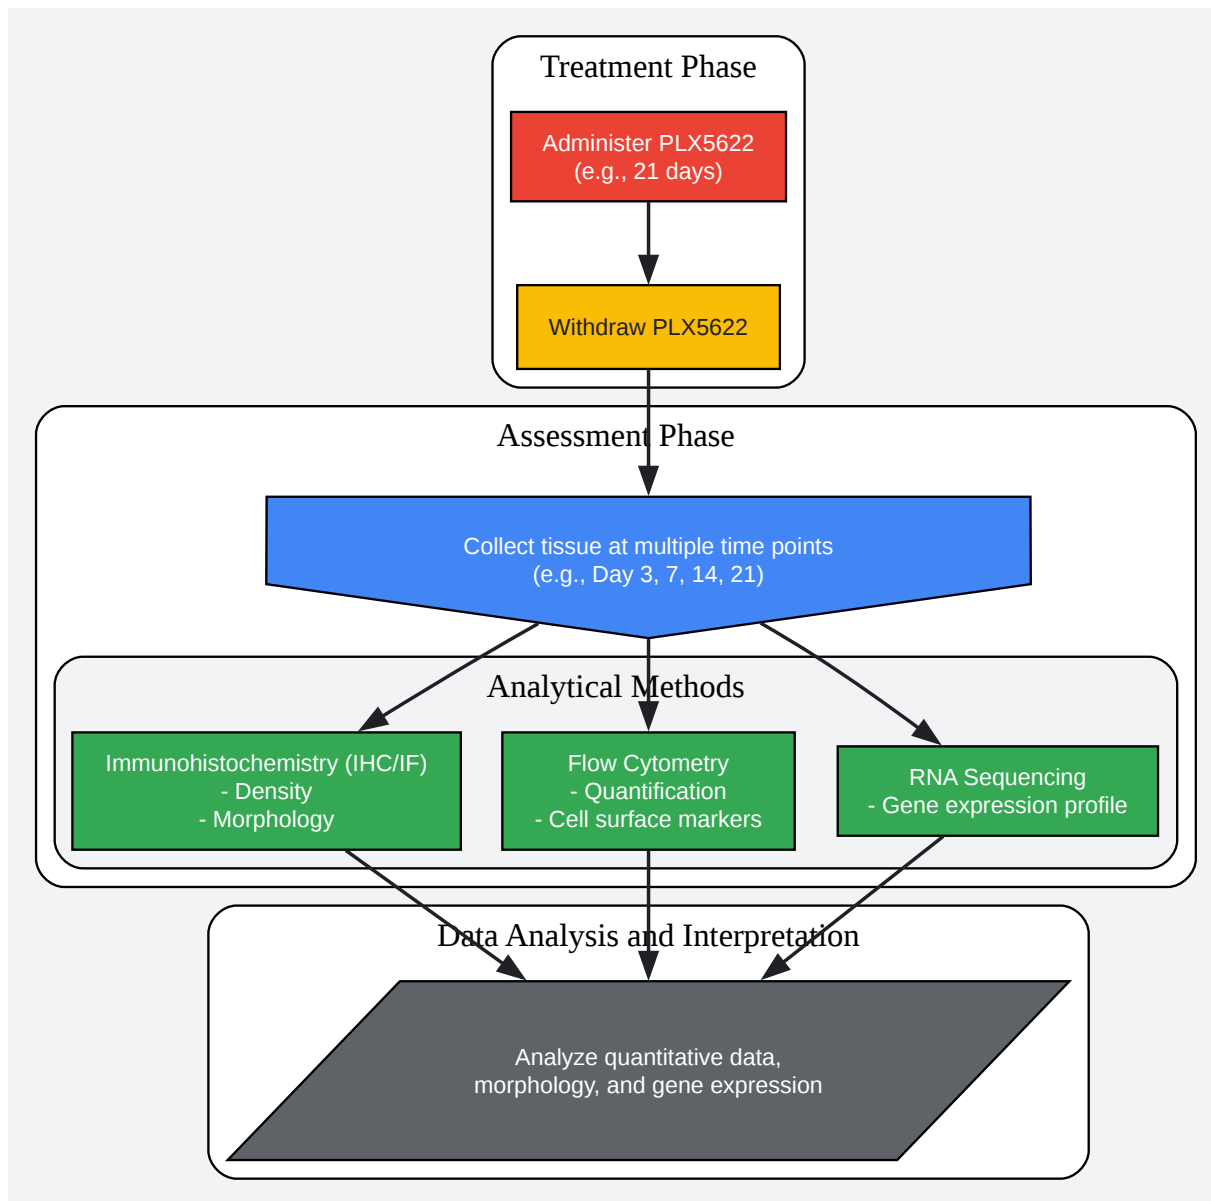 Treatment Phase
Administer PLX5622
(e.g., 21 days)
Withdraw PLX5622
Assessment Phase
Collect tissue at multiple time points
(e.g., Day 3, 7, 14, 21)
Analytical Methods
Immunohistochemistry (IHC/IF)
- Density
- Morphology
Flow Cytometry
- Quantification
- Cell surface markers
RNA Sequencing
- Gene expression profile
Data Analysis and Interpretation
Analyze quantitative data,
morphology, and gene expression